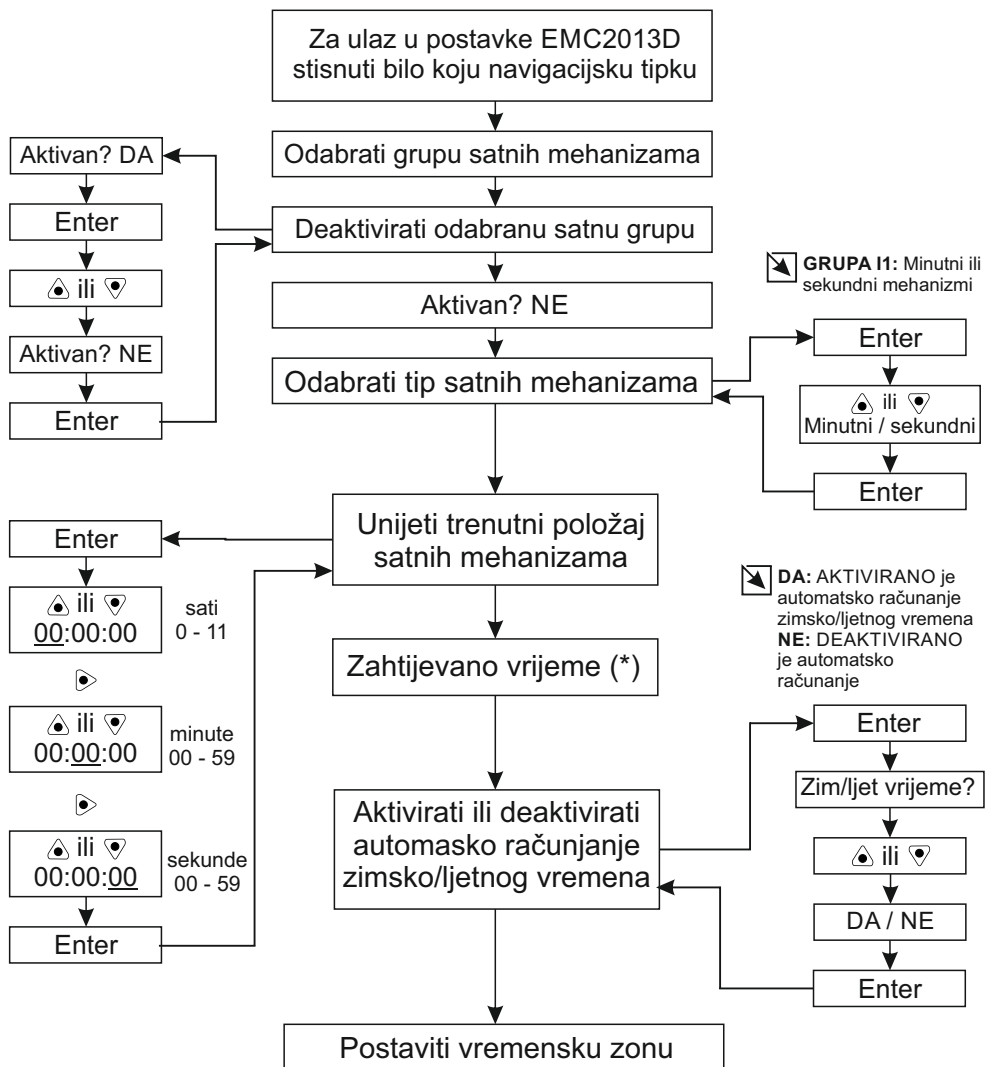 Za ulaz u postavke EMC2013D
stisnuti bilo koju navigacijsku tipku
Odabrati grupu satnih mehanizama
Aktivan? DA
Enter
ili
Aktivan? NE
Enter
Deaktivirati odabranu satnu grupu
Aktivan? NE
Odabrati tip satnih mehanizama
GRUPA I1: Minutni ili
sekundni mehanizmi
Enter
ili
Minutni / sekundni
Enter
Unijeti trenutni položaj
satnih mehanizama
Enter
ili
00:00:00
sati
0 - 11
ili
00:00:00
minute
00 - 59
ili
00:00:00
sekunde
00 - 59
Enter
Zahtijevano vrijeme (*)
DA: AKTIVIRANO je
automatsko računanje
zimsko/ljetnog vremena
NE: DEAKTIVIRANO
je automatsko
računanje
Aktivirati ili deaktivirati
automasko računjanje
zimsko/ljetnog vremena
Enter
Zim/ljet vrijeme?
ili
DA / NE
Enter
Postaviti vremensku zonu